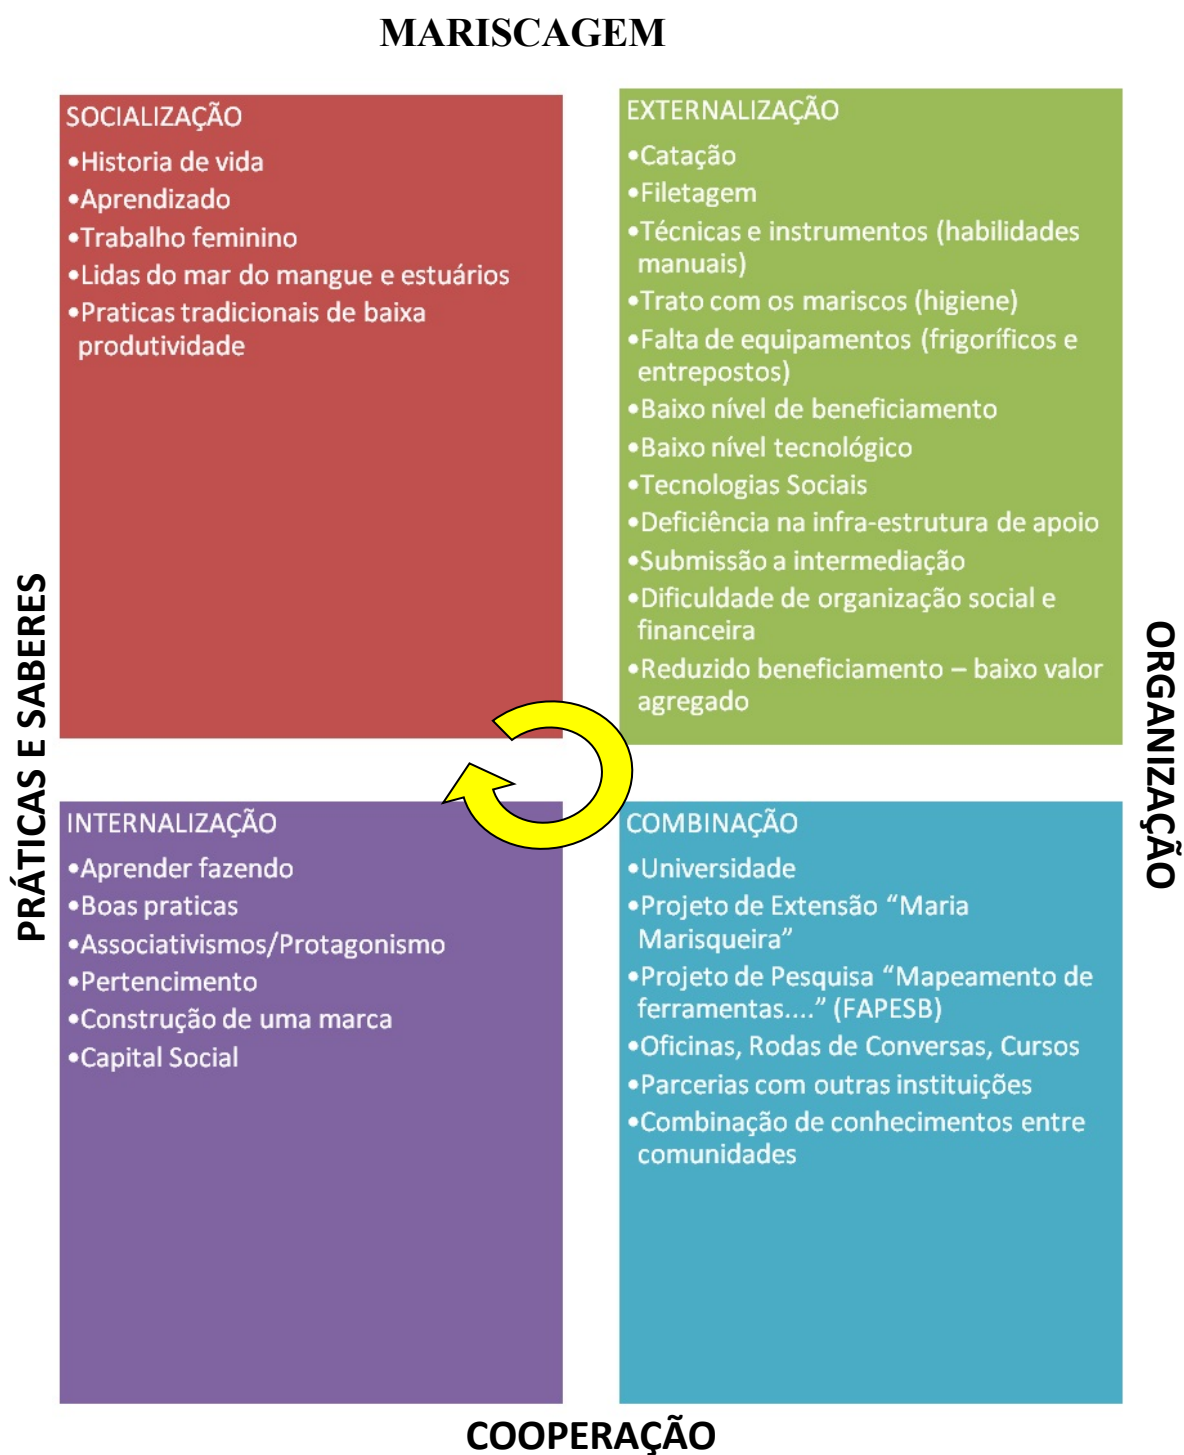 MARISCAGEM
SOCIALIZAÇÃO
•Historia de vida
•Aprendizado
•Trabalho feminino
•Lidas do mar do mangue e estuários
•Praticas tradicionais de baixa
produtividade
EXTERNALIZAÇÃO
•Catação
•Filetagem
•Técnicas e instrumentos (habilidades
manuais)
•Trato com os mariscos (higiene)
•Falta de equipamentos (frigoríficos e
entrepostos)
•Baixo nível de beneficiamento
•Baixo nível tecnológico
•Tecnologias Sociais
•Deficiência na infra-estrutura de apoio
•Submissão a intermediação
•Dificuldade de organização social e
financeira
•Reduzido beneficiamento – baixo valor
agregado
PRÁTICAS E SABERES
ORGANIZAÇÃO
INTERNALIZAÇÃO
•Aprender fazendo
•Boas praticas
•Associativismos/Protagonismo
•Pertencimento
•Construção de uma marca
•Capital Social
COMBINAÇÃO
•Universidade
•Projeto de Extensão “Maria
Marisqueira”
•Projeto de Pesquisa “Mapeamento de
ferramentas....” (FAPESB)
•Oficinas, Rodas de Conversas, Cursos
•Parcerias com outras instituições
•Combinação de conhecimentos entre
comunidades
COOPERAÇÃO